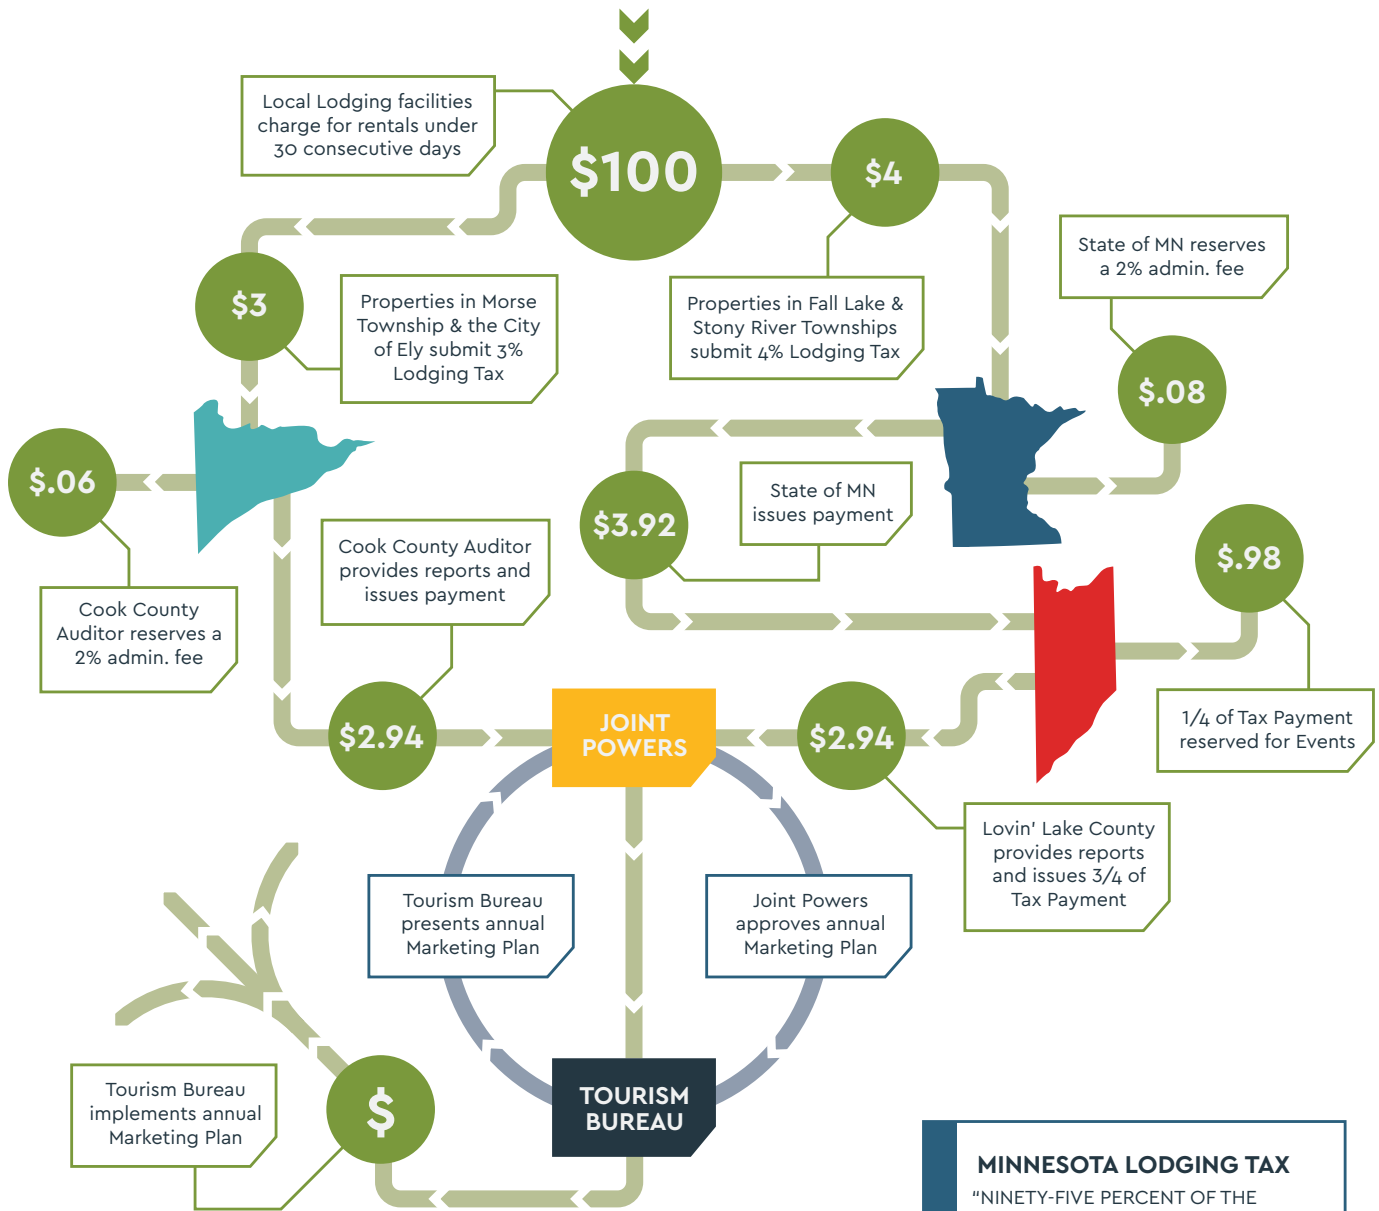 Local Lodging facilities
charge for rentals under
30 consecutive days
$100
$4
$3
Properties in Morse
Township & the City
of Ely submit 3%
Lodging Tax
Properties in Fall Lake &
Stony River Townships
submit 4% Lodging Tax
State of MN reserves
a 2% admin. fee
$.08
$.06
Cook County
Auditor reserves a
2% admin. fee
Cook County Auditor
provides reports and
issues payment
$3.92
State of MN
issues payment
$.98
1/4 of Tax Payment
reserved for Events
$2.94
JOINT
POWERS
$2.94
Lovin' Lake County
provides reports
and issues 3/4 of
Tax Payment
Tourism Bureau
presents annual
Marketing Plan
Joint Powers
approves annual
Marketing Plan
Tourism Bureau
implements annual
Marketing Plan
$
TOURISM
BUREAU
MINNESOTA LODGING TAX
“NINETY-FIVE PERCENT OF THE